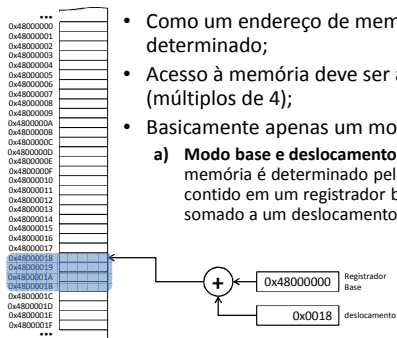 ...
0x48000000
0x48000001
0x48000002
0x48000003
0x48000004
0x48000005
0x48000006
0x48000007
0x48000008
0x48000009
0x4800000A
0x4800000B
0x4800000C
0x4800000D
0x4800000E
0x4800000F
0x48000010
0x48000011
0x48000012
0x48000013
0x48000014
0x48000015
0x48000016
0x48000017
0x48000018
0x48000019
0x4800001A
0x4800001B
0x4800001C
0x4800001D
0x4800001E
0x4800001F
...
• Como um endereço de mem
determinado;
• Acesso à memória deve ser a
(múltiplos de 4);
• Basicamente apenas um mo
a) Modo base e deslocamento
memória é determinado pel
contido em um registrador b
somado a um deslocamento
+
0x48000000
Registrador
Base
0x0018
deslocamento